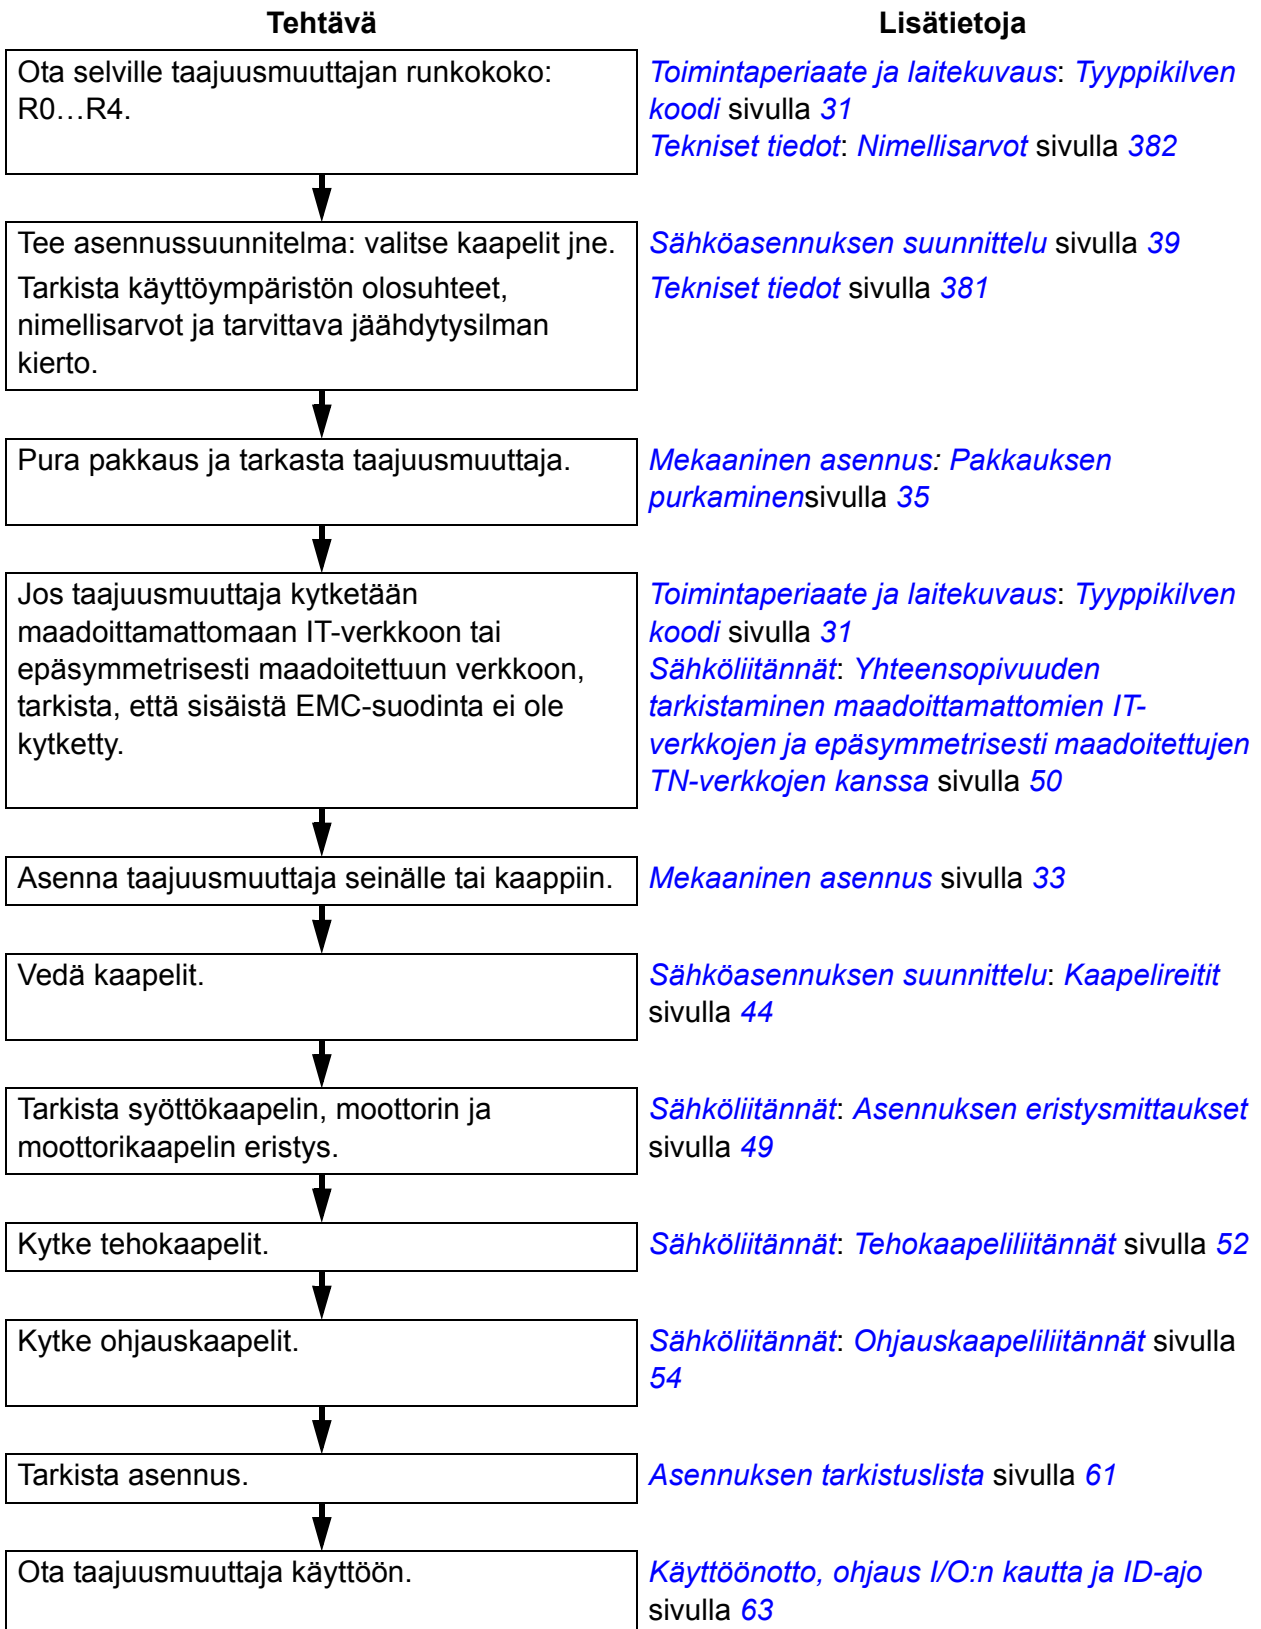 Tehtävä
Lisätietoja
Ota selville taajuusmuuttajan runkokoko:
R0…R4.
Toimintaperiaate ja laitekuvaus: Tyyppikilven
koodi sivulla 31
Tekniset tiedot: Nimellisarvot sivulla 382
Tee asennussuunnitelma: valitse kaapelit jne.
Tarkista käyttöympäristön olosuhteet,
nimellisarvot ja tarvittava jäähdytysilman
kierto.
Sähköasennuksen suunnittelu sivulla 39
Tekniset tiedot sivulla 381
Pura pakkaus ja tarkasta taajuusmuuttaja.
Mekaaninen asennus: Pakkauksen
purkaminensivulla 35
Jos taajuusmuuttaja kytketään
maadoittamattomaan IT-verkkoon tai
epäsymmetrisesti maadoitettuun verkkoon,
tarkista, että sisäistä EMC-suodinta ei ole
kytketty.
Toimintaperiaate ja laitekuvaus: Tyyppikilven
koodi sivulla 31
Sähköliitännät: Yhteensopivuuden
tarkistaminen maadoittamattomien IT-
verkkojen ja epäsymmetrisesti maadoitettujen
TN-verkkojen kanssa sivulla 50
Asenna taajuusmuuttaja seinälle tai kaappiin.
Mekaaninen asennus sivulla 33
Vedä kaapelit.
Sähköasennuksen suunnittelu: Kaapelireitit
sivulla 44
Tarkista syöttökaapelin, moottorin ja
moottorikaapelin eristys.
Sähköliitännät: Asennuksen eristysmittaukset
sivulla 49
Kytke tehokaapelit.
Sähköliitännät: Tehokaapeliliitännät sivulla 52
Kytke ohjauskaapelit.
Sähköliitännät: Ohjauskaapeliliitännät sivulla
54
Tarkista asennus.
Asennuksen tarkistuslista sivulla 61
Ota taajuusmuuttaja käyttöön.
Käyttöönotto, ohjaus I/O:n kautta ja ID-ajo
sivulla 63